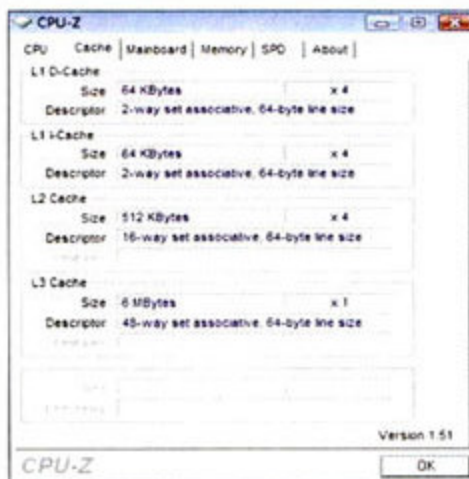 CPU-Z
CPU Cache Mainboard Memory SPD About
L1 D-Cache
Size 64 KBytes x 4
Descriptor 2-way set associative, 64-byte line size
L1 I-Cache
Size 64 KBytes x 4
Descriptor 2-way set associative, 64-byte line size
L2 Cache
Size 512 KBytes x 4
Descriptor 16-way set associative, 64-byte line size
L3 Cache
Size 6 MBytes x 1
Descriptor 48-way set associative, 64-byte line size
Size
Version 1.51
CPU-Z OK